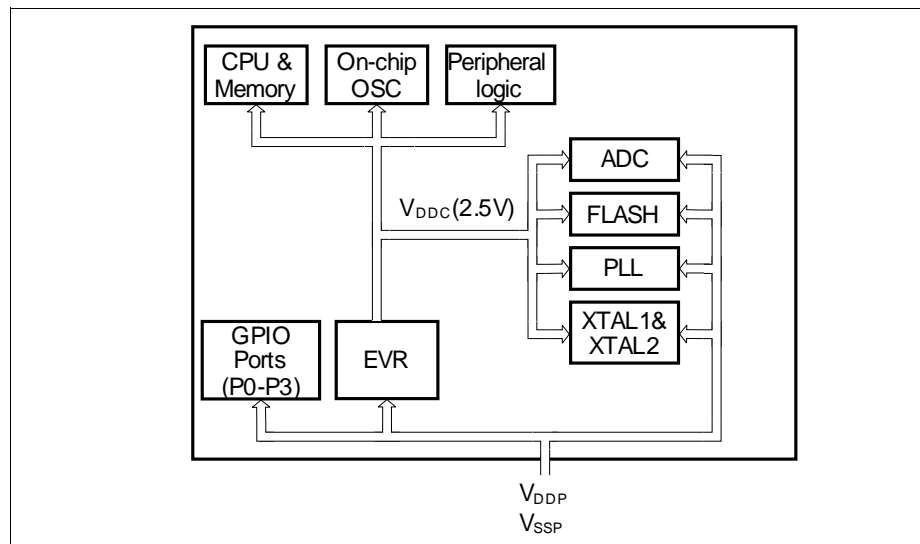 CPU &
Memory
On-chip
OSC
Peripheral
logic
ADC
FLASH
PLL
XTAL1&
XTAL2
VDDC(2.5V)
GPIO
Ports
(P0-P3)
EVR
VDDP
VSSP